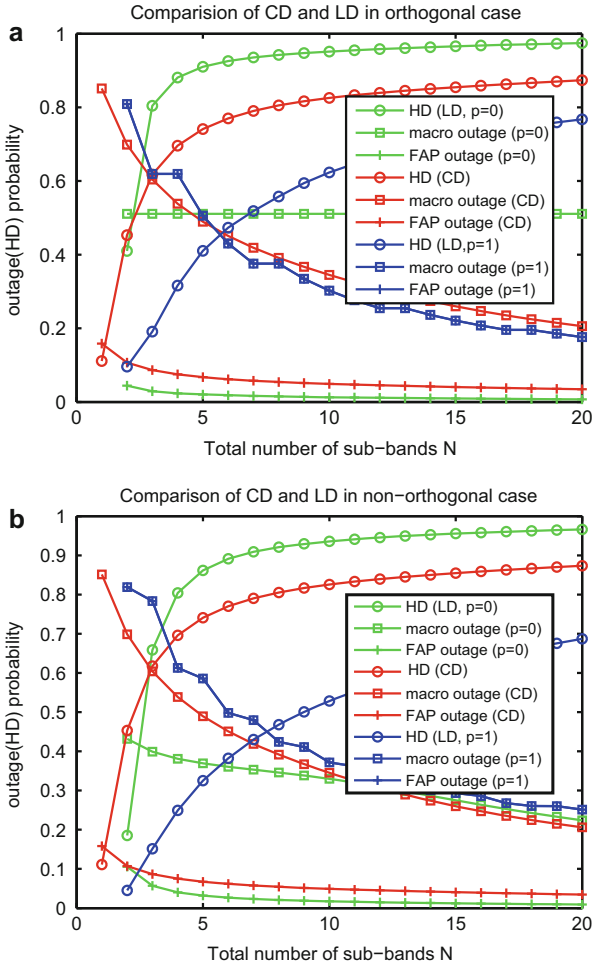 a
Comparision of CD and LD in orthogonal case
outage(HD) probability
1
0.8
0.6
0.4
0.2
0
HD (LD, p=0)
macro outage (p=0)
FAP outage (p=0)
HD (CD)
macro outage (CD)
FAP outage (CD)
HD (LD,p=1)
macro outage (p=1)
FAP outage (p=1)
0 5 10 15 20
Total number of sub−bands N
b
Comparison of CD and LD in non−orthogonal case
outage(HD) probability
1
0.9
0.8
0.7
0.6
0.5
0.4
0.3
0.2
0.1
0
HD (LD, p=0)
macro outage (p=0)
FAP outage (p=0)
HD (CD)
macro outage (CD)
FAP outage (CD)
HD (LD, p=1)
macro outage (p=1)
FAP outage (p=1)
0 5 10 15 20
Total number of sub−bands N